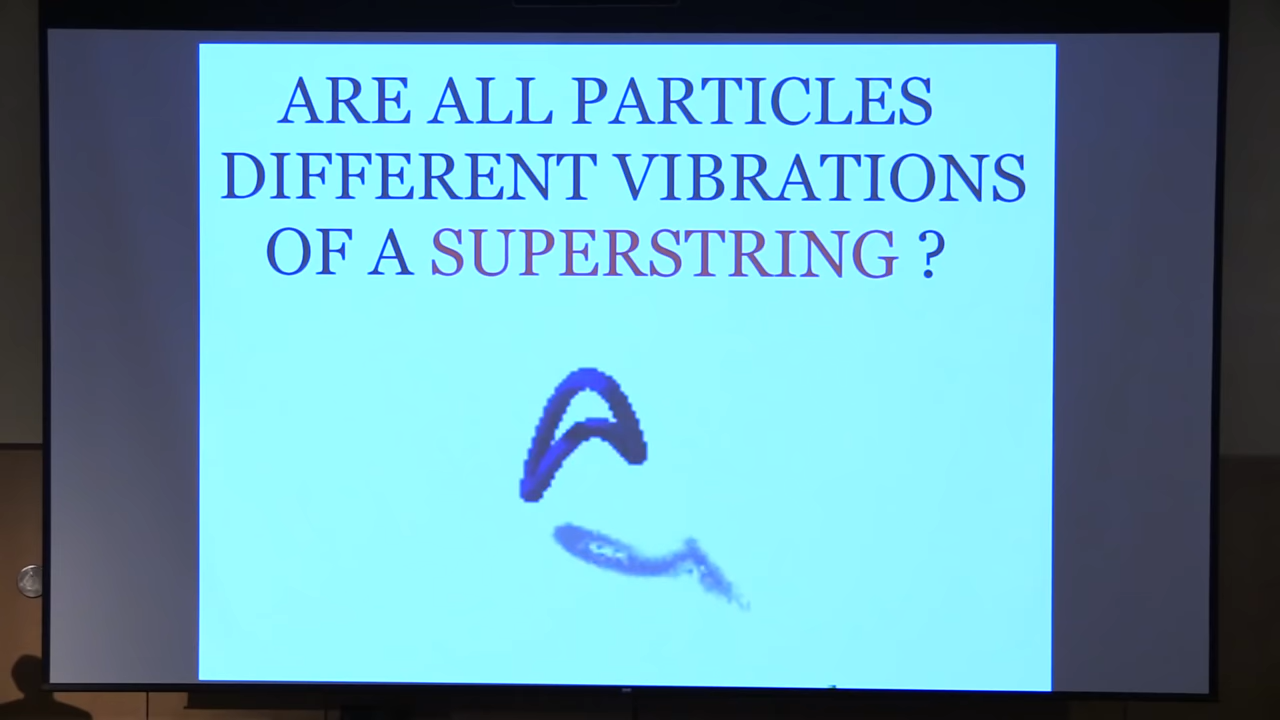 ARE ALL PARTICLES
DIFFERENT VIBRATIONS
OF A SUPERSTRING ?